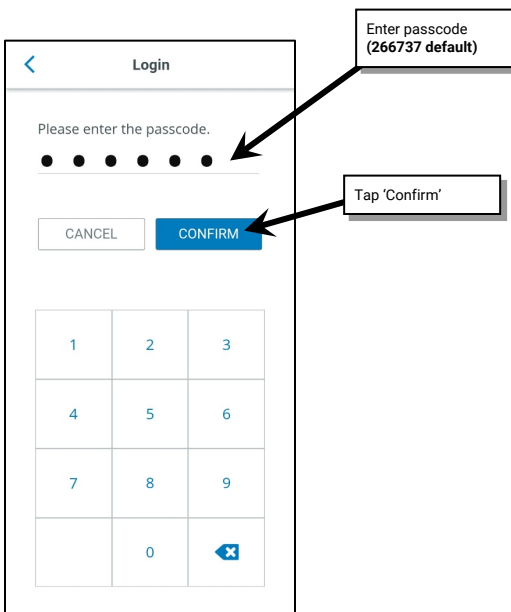 Enter passcode
(266737 default)
Login
Please enter the passcode.
Tap ‘Confirm’
CANCEL CONFIRM
1 2 3
4 5 6
7 8 9
0